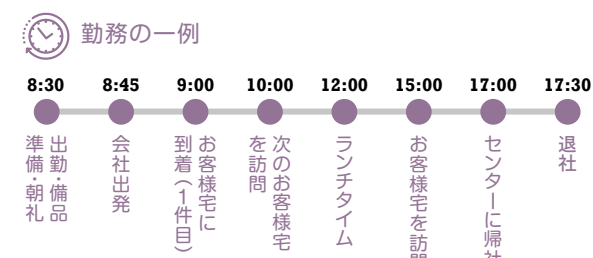 勤務の一例
8:30
出勤・備品
準備・朝礼
8:45
会社出発
9:00
お客様宅に
到着（1件目）
10:00
次のお客様宅
を訪問
12:00
ランチタイム
15:00
お客様宅を訪問
17:00
センターに帰社
17:30
退社